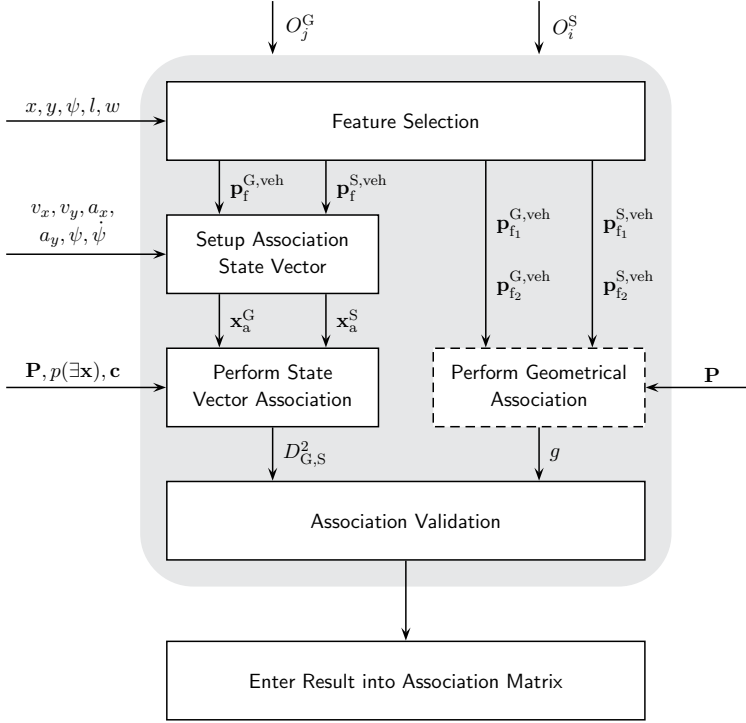 O_j^G O_i^S
x, y, ψ, l, w
Feature Selection
p_f^{G,veh} p_f^{S,veh}
p_{f_1}^{G,veh} p_{f_1}^{S,veh}
v_x, v_y, a_x,
a_y, ψ, ψ̇
Setup Association
State Vector
p_{f_2}^{G,veh} p_{f_2}^{S,veh}
x_a^G x_a^S
P, p(∃x), c
Perform State
Vector Association
Perform Geometrical
Association
P
D_{G,S}^2 g
Association Validation
Enter Result into Association Matrix